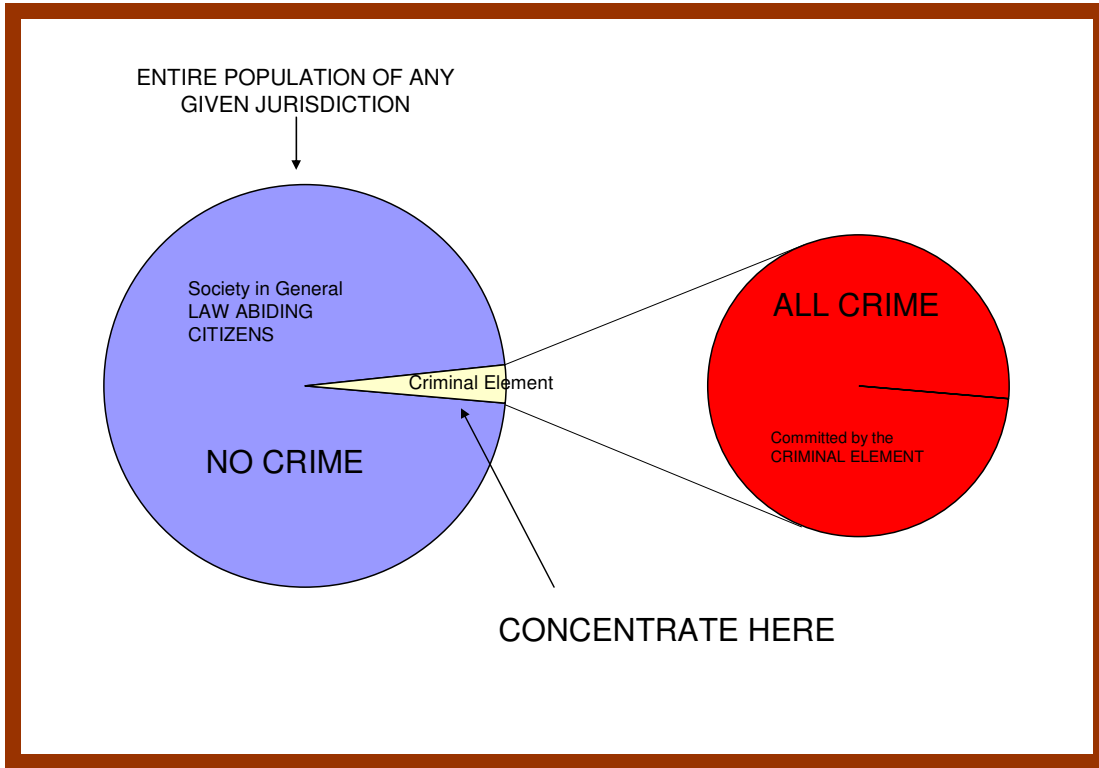 ENTIRE POPULATION OF ANY
GIVEN JURISDICTION
Society in General
LAW ABIDING
CITIZENS
Criminal Element
NO CRIME
ALL CRIME
Committed by the
CRIMINAL ELEMENT
CONCENTRATE HERE